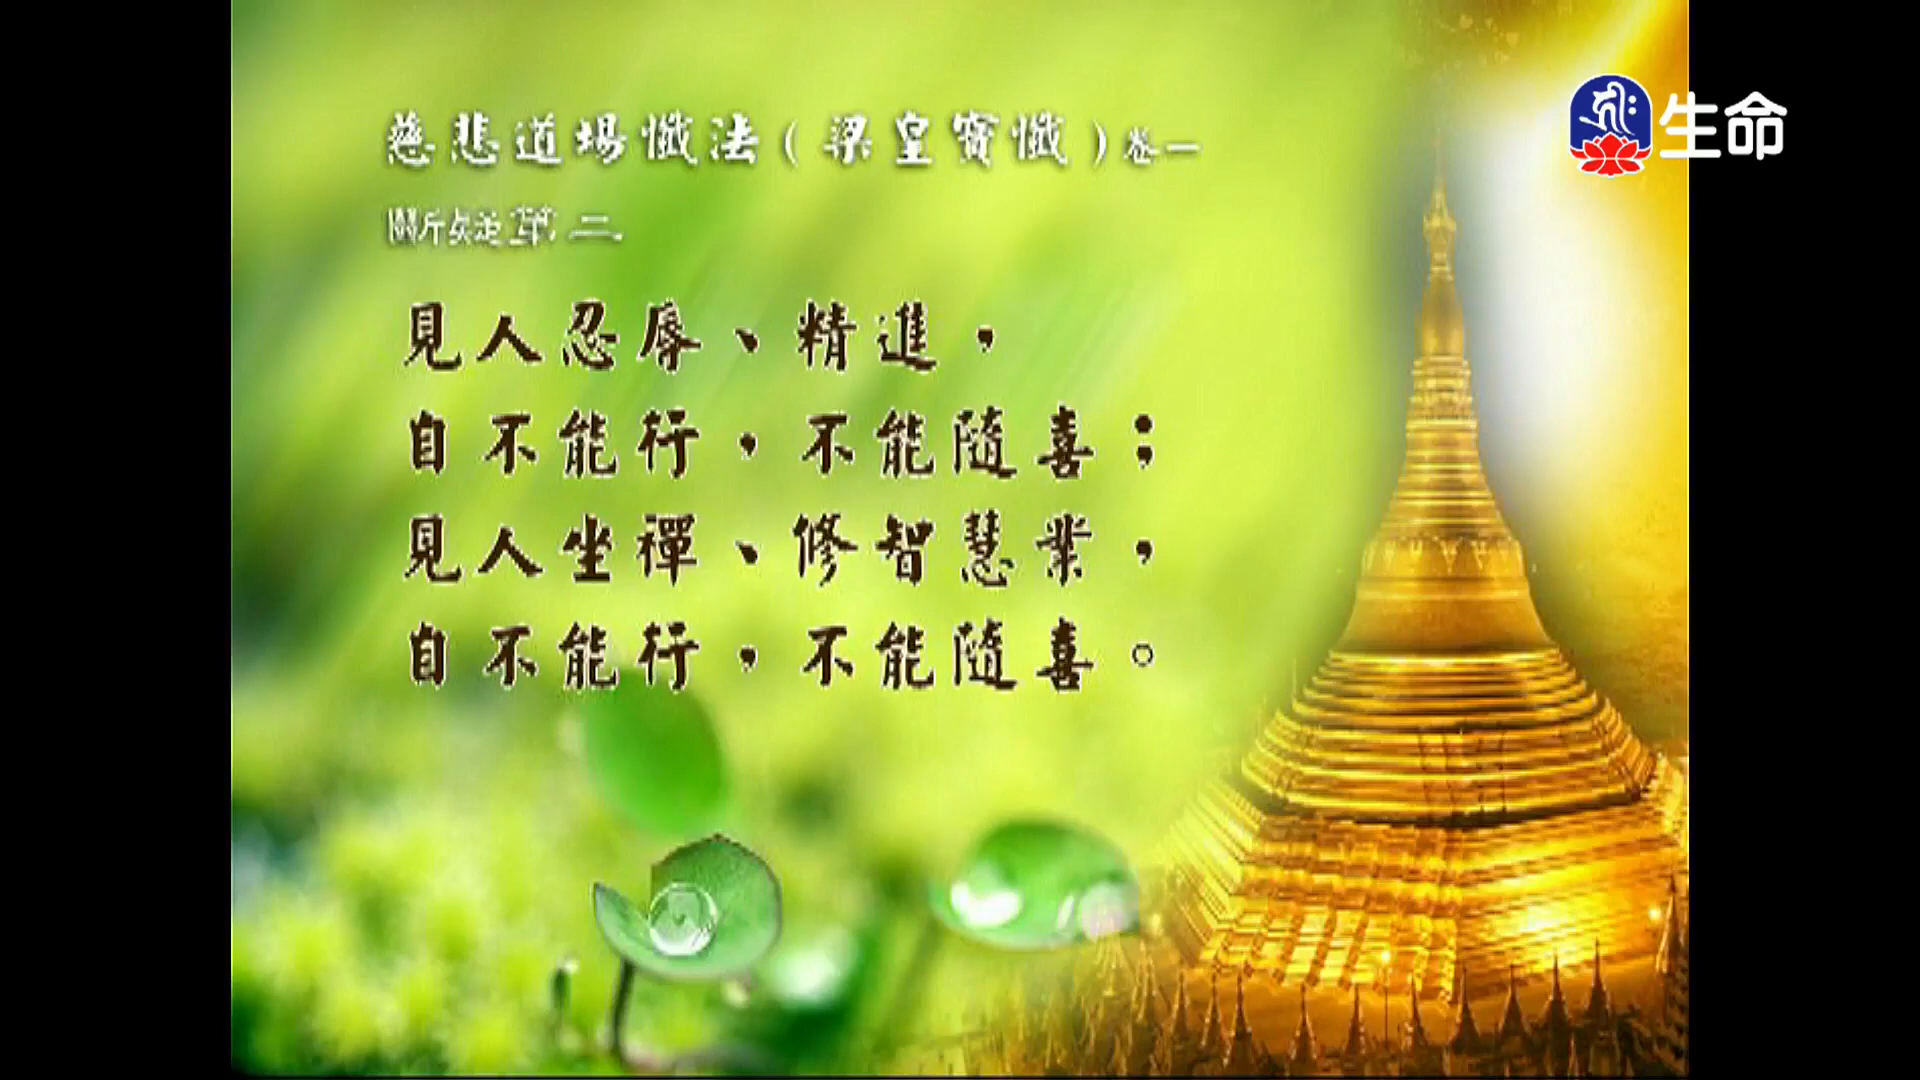 慈悲道場懺法(梁皇寶懺)卷一
斷疑第二
見人忍辱、精進，
自不能行，不能隨喜；
見人坐禪、修智慧業，
自不能行，不能隨喜。
生命